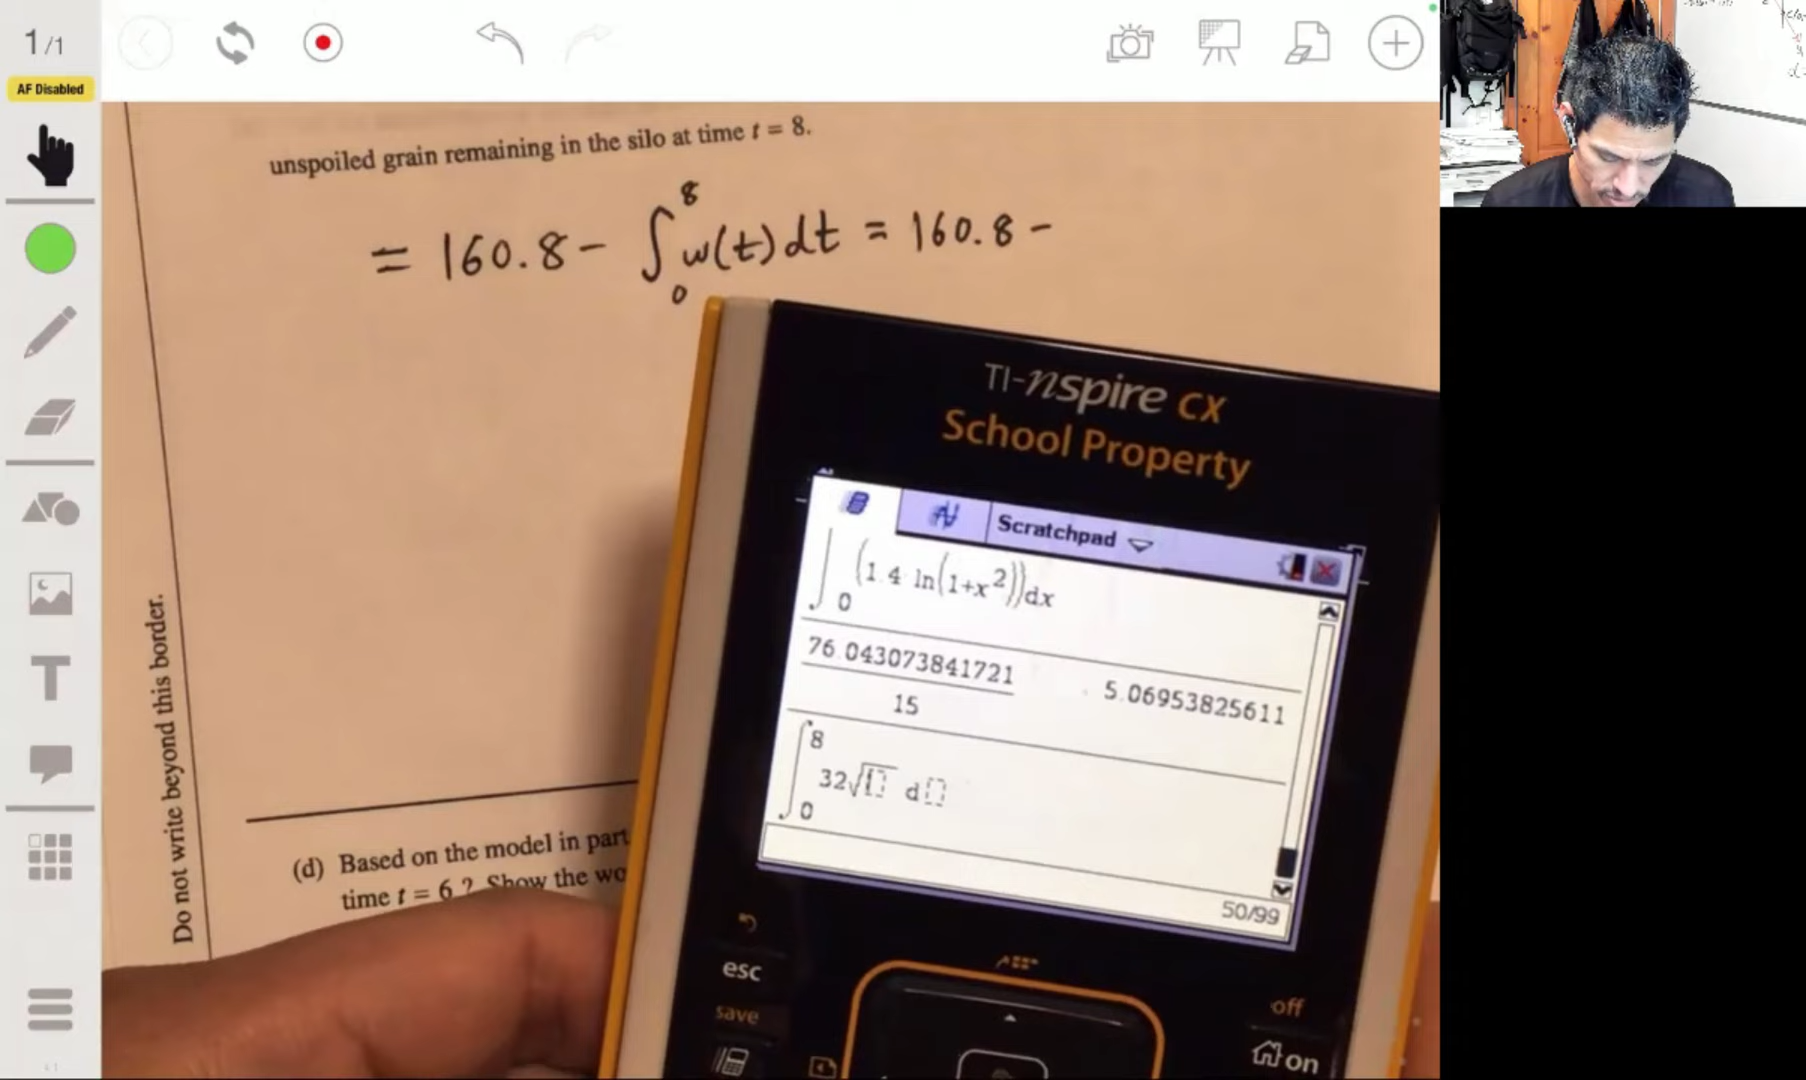 1/1
AF Disabled
unspoiled grain remaining in the silo at time t = 8.
= 160.8 - ∫₀⁸ w(t) dt = 160.8 -
TI-nspire CX
School Property
Scratchpad
∫₀ (1.4 ln(1+x²))dx
76.043073841721
15
5.06953825611
∫₀⁸ 32√ d
50/99
Do not write beyond this border.
(d) Based on the model in part
time t = 6 ? Show the wo
esc
save
off
on
T